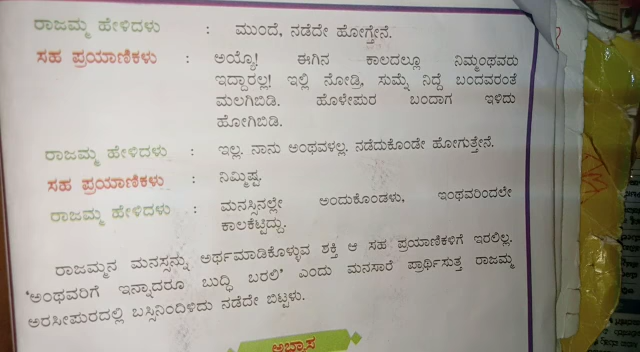 ರಾಜಮ್ಮ ಹೇಳಿದಳು : ಮುಂದೆ, ನಡೆದೇ ಹೋಗ್ತೇನೆ.
ಸಹ ಪ್ರಯಾಣಿಕಳು : ಅಯ್ಯೊ! ಈಗಿನ ಕಾಲದಲ್ಲೂ ನಿಮ್ಮಂಥವರು
ಇದ್ದಾರಲ್ಲ! ಇಲ್ಲಿ ನೋಡ್ರಿ, ಸುಮ್ನೆ ನಿದ್ದೆ ಬಂದವರಂತೆ
ಮಲಗಿಬಿಡಿ. ಹೊಳೇಪುರ ಬಂದಾಗ ಇಳಿದು
ಹೋಗಿಬಿಡಿ.
ರಾಜಮ್ಮ ಹೇಳಿದಳು : ಇಲ್ಲ. ನಾನು ಅಂಥವಳಲ್ಲ. ನಡೆದುಕೊಂಡೇ ಹೋಗುತ್ತೇನೆ.
ಸಹ ಪ್ರಯಾಣಿಕಳು : ನಿಮ್ಮಿಷ್ಟ.
ರಾಜಮ್ಮ ಹೇಳಿದಳು : ಮನಸ್ಸಿನಲ್ಲೇ ಅಂದುಕೊಂಡಳು, ಇಂಥವರಿಂದಲೇ
ಕಾಲಕೆಟ್ಟಿದ್ದು.
ರಾಜಮ್ಮನ ಮನಸ್ಸನ್ನು ಅರ್ಥಮಾಡಿಕೊಳ್ಳುವ ಶಕ್ತಿ ಆ ಸಹ ಪ್ರಯಾಣಿಕಳಿಗೆ ಇರಲಿಲ್ಲ.
'ಅಂಥವರಿಗೆ ಇನ್ನಾದರೂ ಬುದ್ಧಿ ಬರಲಿ' ಎಂದು ಮನಸಾರೆ ಪ್ರಾರ್ಥಿಸುತ್ತ ರಾಜಮ್ಮ
ಅರಸೀಪುರದಲ್ಲಿ ಬಸ್ಸಿನಿಂದಿಳಿದು ನಡೆದೇ ಬಿಟ್ಟಳು.
ಅಭ್ಯಾಸ